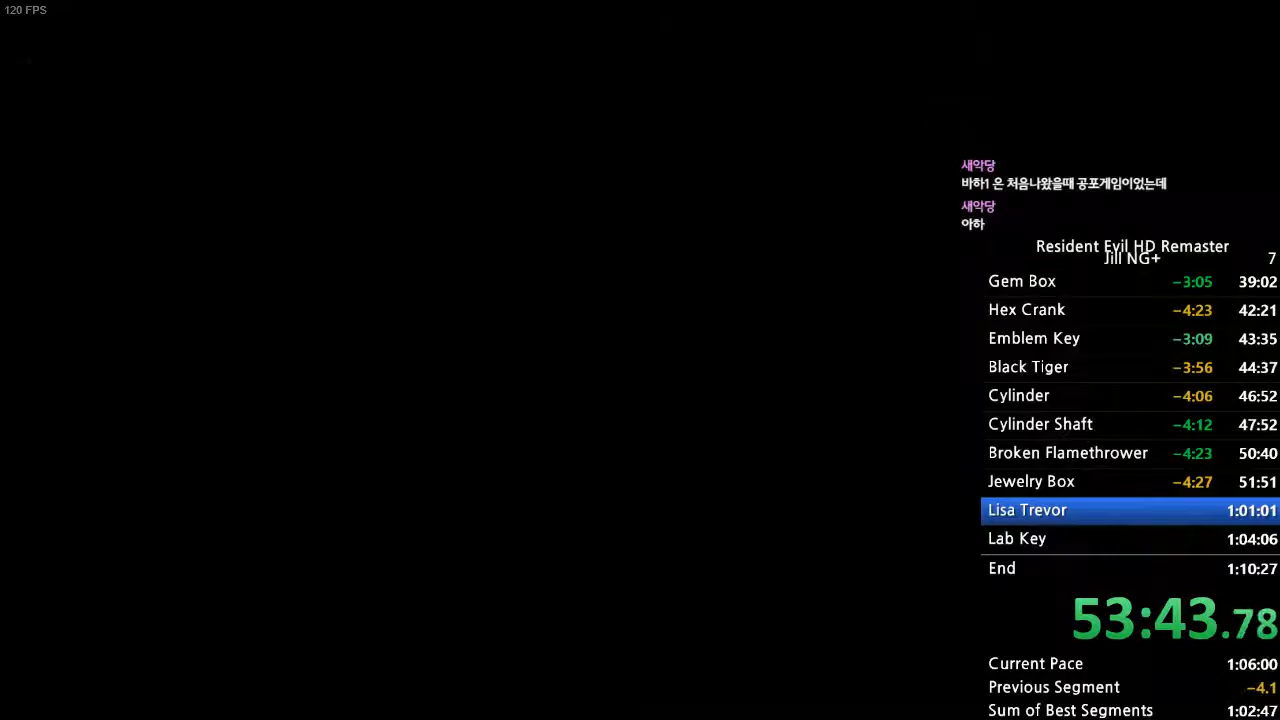 120 FPS
새악당
바하1 은 처음나왔을때 공포게임이었는데
새악당
아하
Resident Evil HD Remaster
Jill NG+ 7
Gem Box -3:05 39:02
Hex Crank -4:23 42:21
Emblem Key -3:09 43:35
Black Tiger -3:56 44:37
Cylinder -4:06 46:52
Cylinder Shaft -4:12 47:52
Broken Flamethrower -4:23 50:40
Jewelry Box -4:27 51:51
Lisa Trevor 1:01:01
Lab Key 1:04:06
End 1:10:27
53:43.78
Current Pace 1:06:00
Previous Segment -4.1
Sum of Best Segments 1:02:47